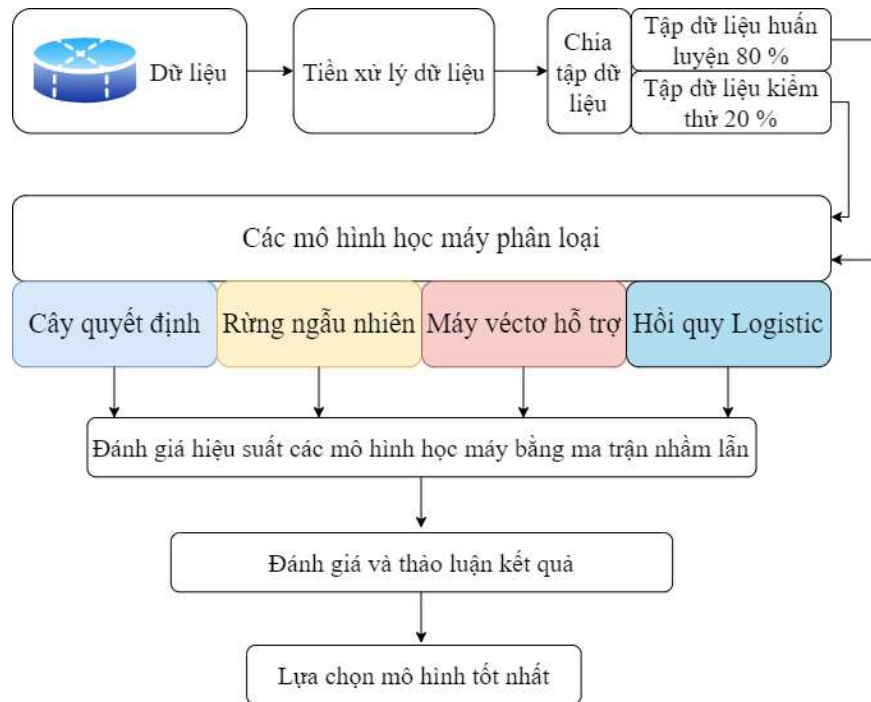 Dữ liệu
Tiền xử lý dữ liệu
Chia
tập dữ
liệu
Tập dữ liệu huấn
luyện 80 %
Tập dữ liệu kiểm
thử 20 %
Các mô hình học máy phân loại
Cây quyết định
Rừng ngẫu nhiên
Máy véctơ hỗ trợ
Hồi quy Logistic
Đánh giá hiệu suất các mô hình học máy bằng ma trận nhầm lẫn
Đánh giá và thảo luận kết quả
Lựa chọn mô hình tốt nhất